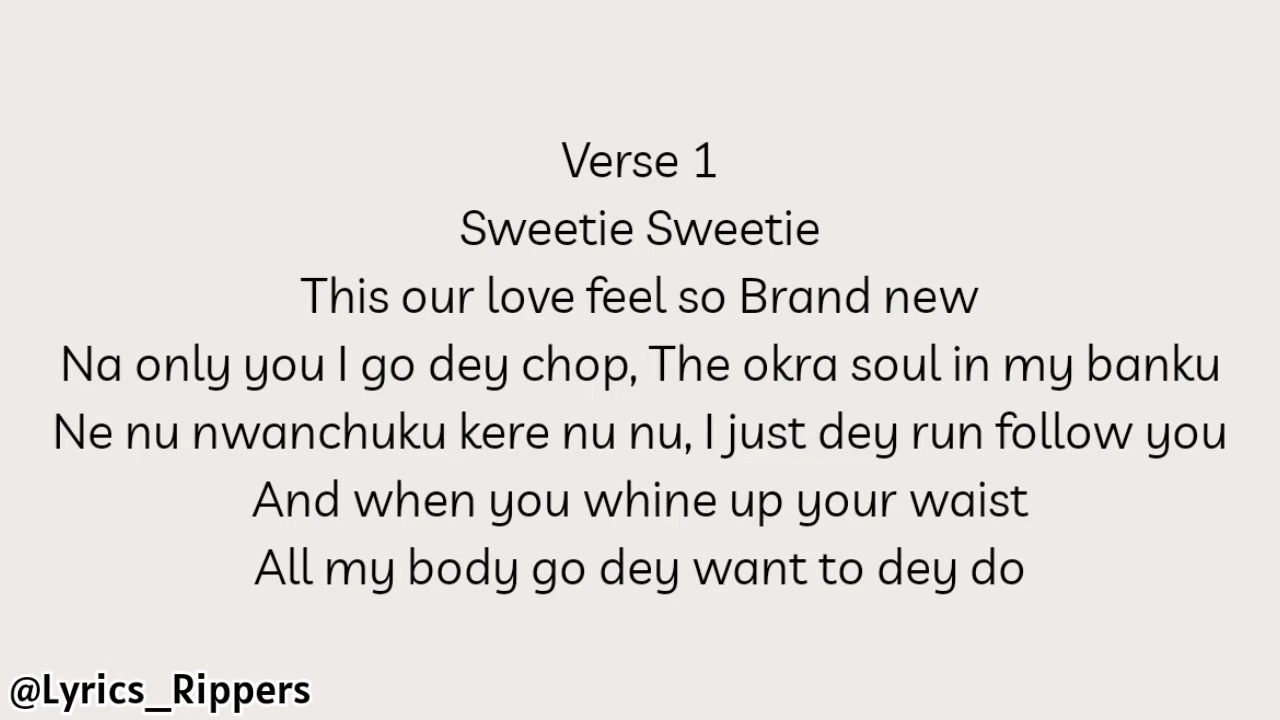 Verse 1
Sweetie Sweetie
This our love feel so Brand new
Na only you I go dey chop, The okra soul in my banku
Ne nu nwanchuku kere nu nu, I just dey run follow you
And when you whine up your waist
All my body go dey want to dey do
@Lyrics_Rippers